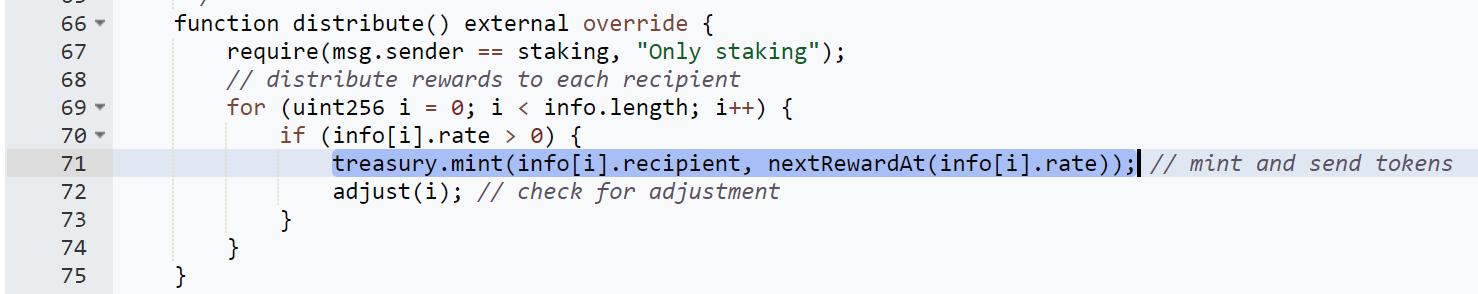 66 function distribute() external override {
67 require(msg.sender == staking, "Only staking");
68 // distribute rewards to each recipient
69 for (uint256 i = 0; i < info.length; i++) {
70 if (info[i].rate > 0) {
71 treasury.mint(info[i].recipient, nextRewardAt(info[i].rate)); // mint and send tokens
72 adjust(i); // check for adjustment
73 }
74 }
75 }